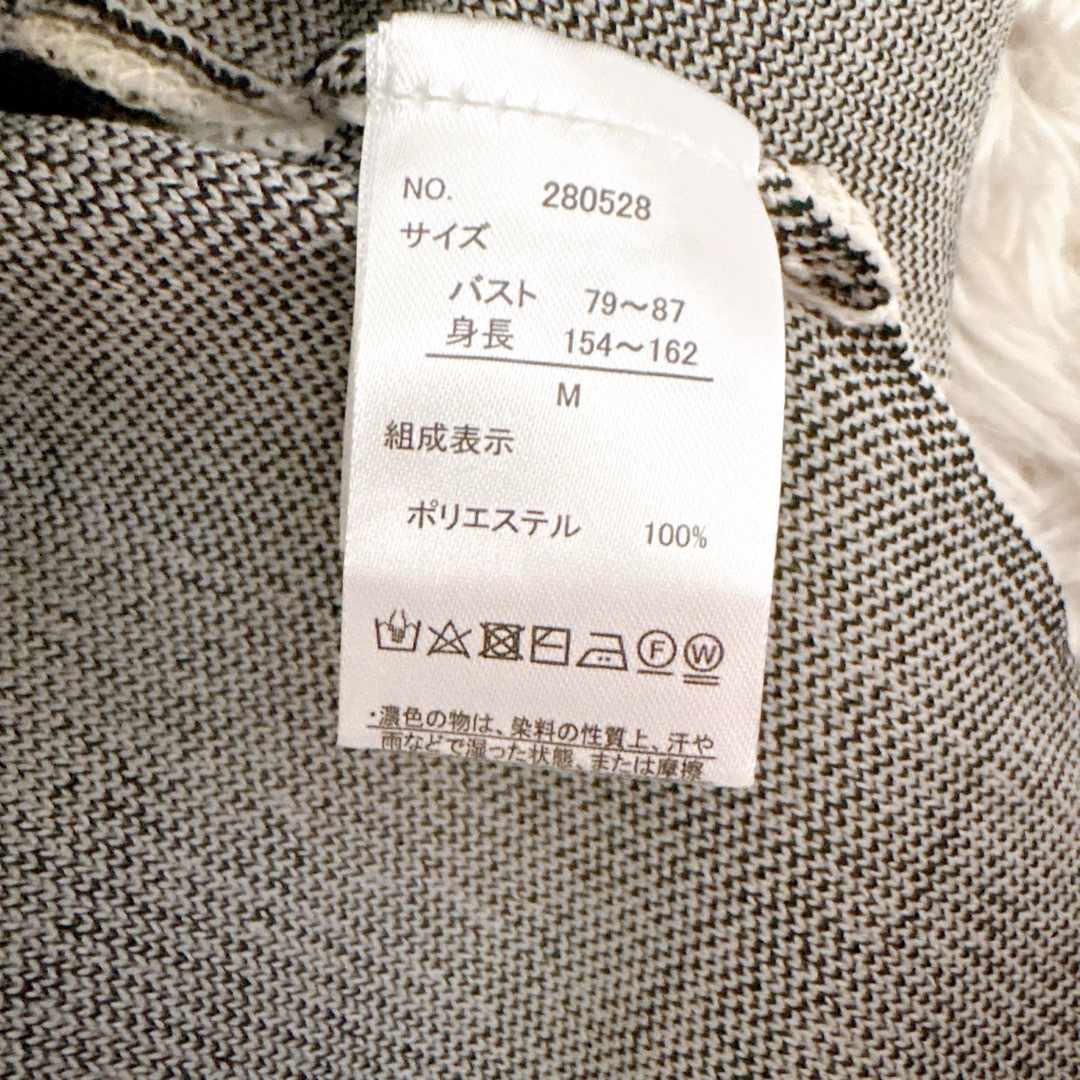 NO. 280528
サイズ
バスト 79～87
身長 154～162
M
組成表示
ポリエステル 100%
F W
・濃色の物は、染料の性質上、汗や
雨などで湿った状態、または摩擦